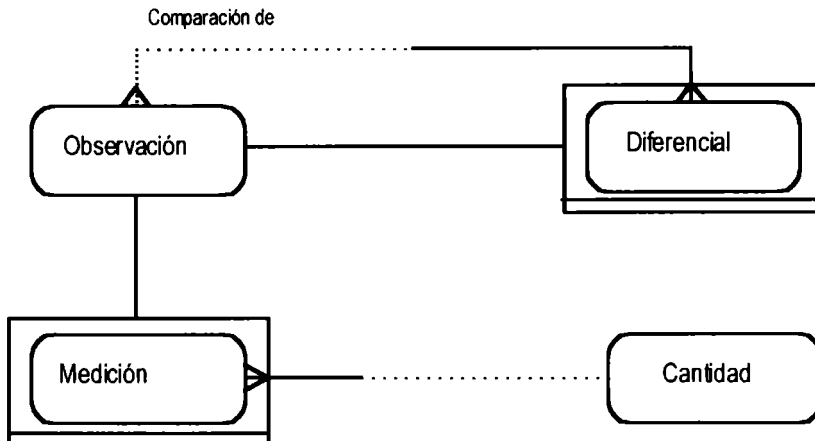 Comparación de
Observación
Diferencial
Medición
Cantidad